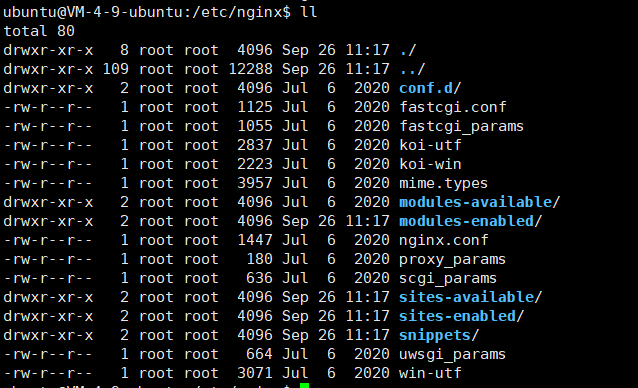 ubuntu@VM-4-9-ubuntu:/etc/nginx$ ll
total 80
drwxr-xr-x   8 root root  4096 Sep 26 11:17 ./
drwxr-xr-x 109 root root 12288 Sep 26 11:17 ../
drwxr-xr-x   2 root root  4096 Jul  6  2020 conf.d/
-rw-r--r--   1 root root  1125 Jul  6  2020 fastcgi.conf
-rw-r--r--   1 root root  1055 Jul  6  2020 fastcgi_params
-rw-r--r--   1 root root  2837 Jul  6  2020 koi-utf
-rw-r--r--   1 root root  2223 Jul  6  2020 koi-win
-rw-r--r--   1 root root  3957 Jul  6  2020 mime.types
drwxr-xr-x   2 root root  4096 Jul  6  2020 modules-available/
drwxr-xr-x   2 root root  4096 Sep 26 11:17 modules-enabled/
-rw-r--r--   1 root root  1447 Jul  6  2020 nginx.conf
-rw-r--r--   1 root root   180 Jul  6  2020 proxy_params
-rw-r--r--   1 root root   636 Jul  6  2020 scgi_params
drwxr-xr-x   2 root root  4096 Sep 26 11:17 sites-available/
drwxr-xr-x   2 root root  4096 Sep 26 11:17 sites-enabled/
drwxr-xr-x   2 root root  4096 Sep 26 11:17 snippets/
-rw-r--r--   1 root root   664 Jul  6  2020 uwsgi_params
-rw-r--r--   1 root root  3071 Jul  6  2020 win-utf
ubuntu@VM-4-9-ubuntu:/etc/nginx$